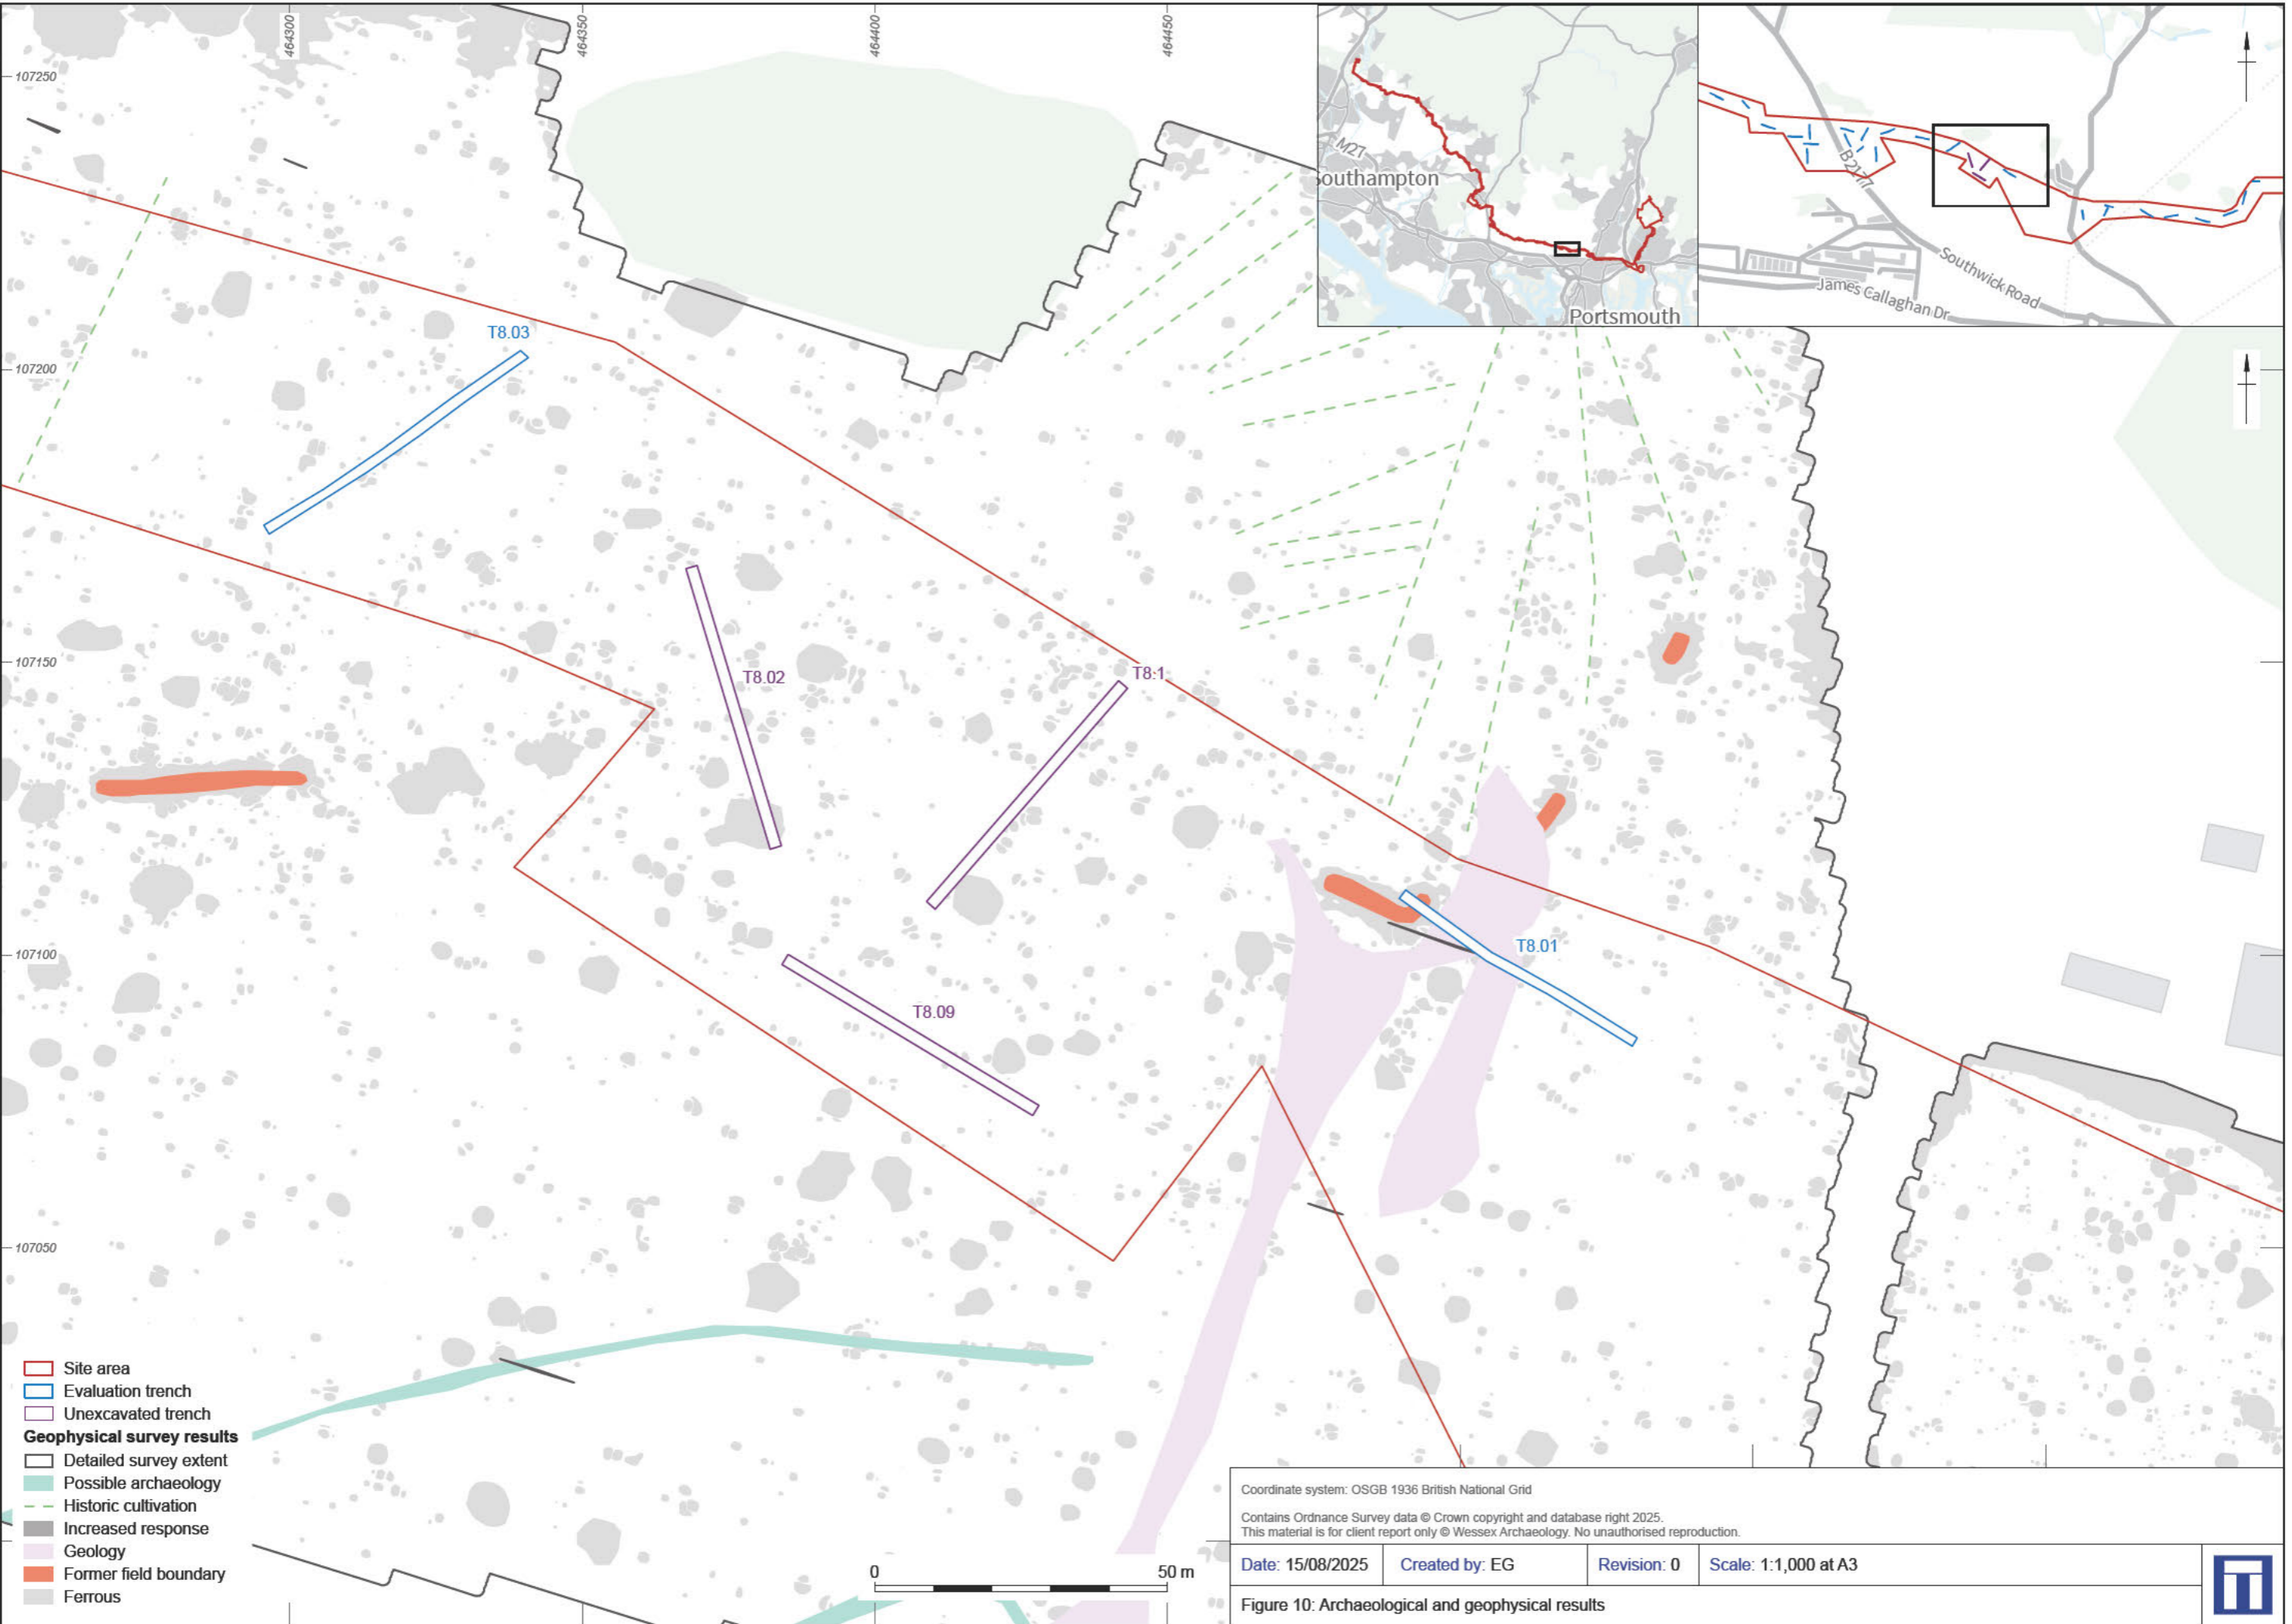 464300
464350
464400
464450
107250
107200
107150
107100
107050
M27
Southampton
Portsmouth
B2177
Southwick Road
James Callaghan Dr
T8.03
T8.02
T8:1
T8.01
T8.09
Site area
Evaluation trench
Unexcavated trench
Geophysical survey results
Detailed survey extent
Possible archaeology
Historic cultivation
Increased response
Geology
Former field boundary
Ferrous
0 50 m
Coordinate system: OSGB 1936 British National Grid
Contains Ordnance Survey data © Crown copyright and database right 2025.
This material is for client report only © Wessex Archaeology. No unauthorised reproduction.
Date: 15/08/2025 Created by: EG Revision: 0 Scale: 1:1,000 at A3
Figure 10: Archaeological and geophysical results